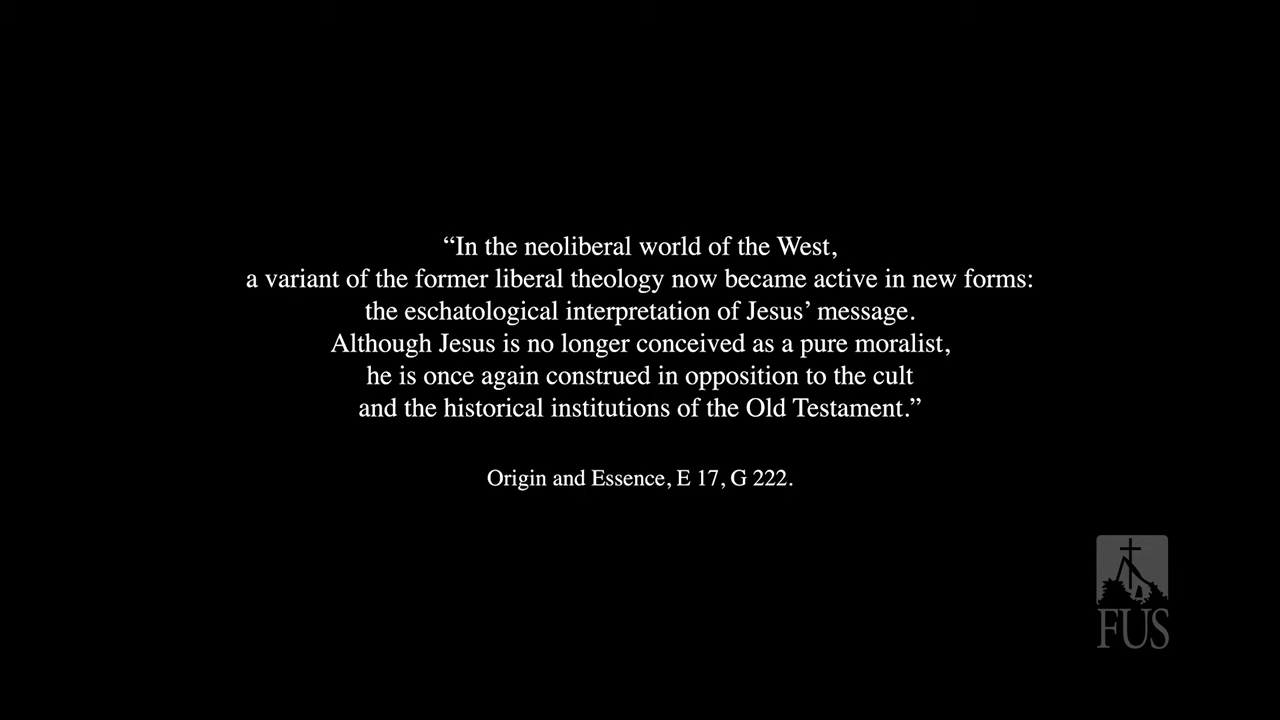 “In the neoliberal world of the West,
a variant of the former liberal theology now became active in new forms:
the eschatological interpretation of Jesus’ message.
Although Jesus is no longer conceived as a pure moralist,
he is once again construed in opposition to the cult
and the historical institutions of the Old Testament.”
Origin and Essence, E 17, G 222.
FUS